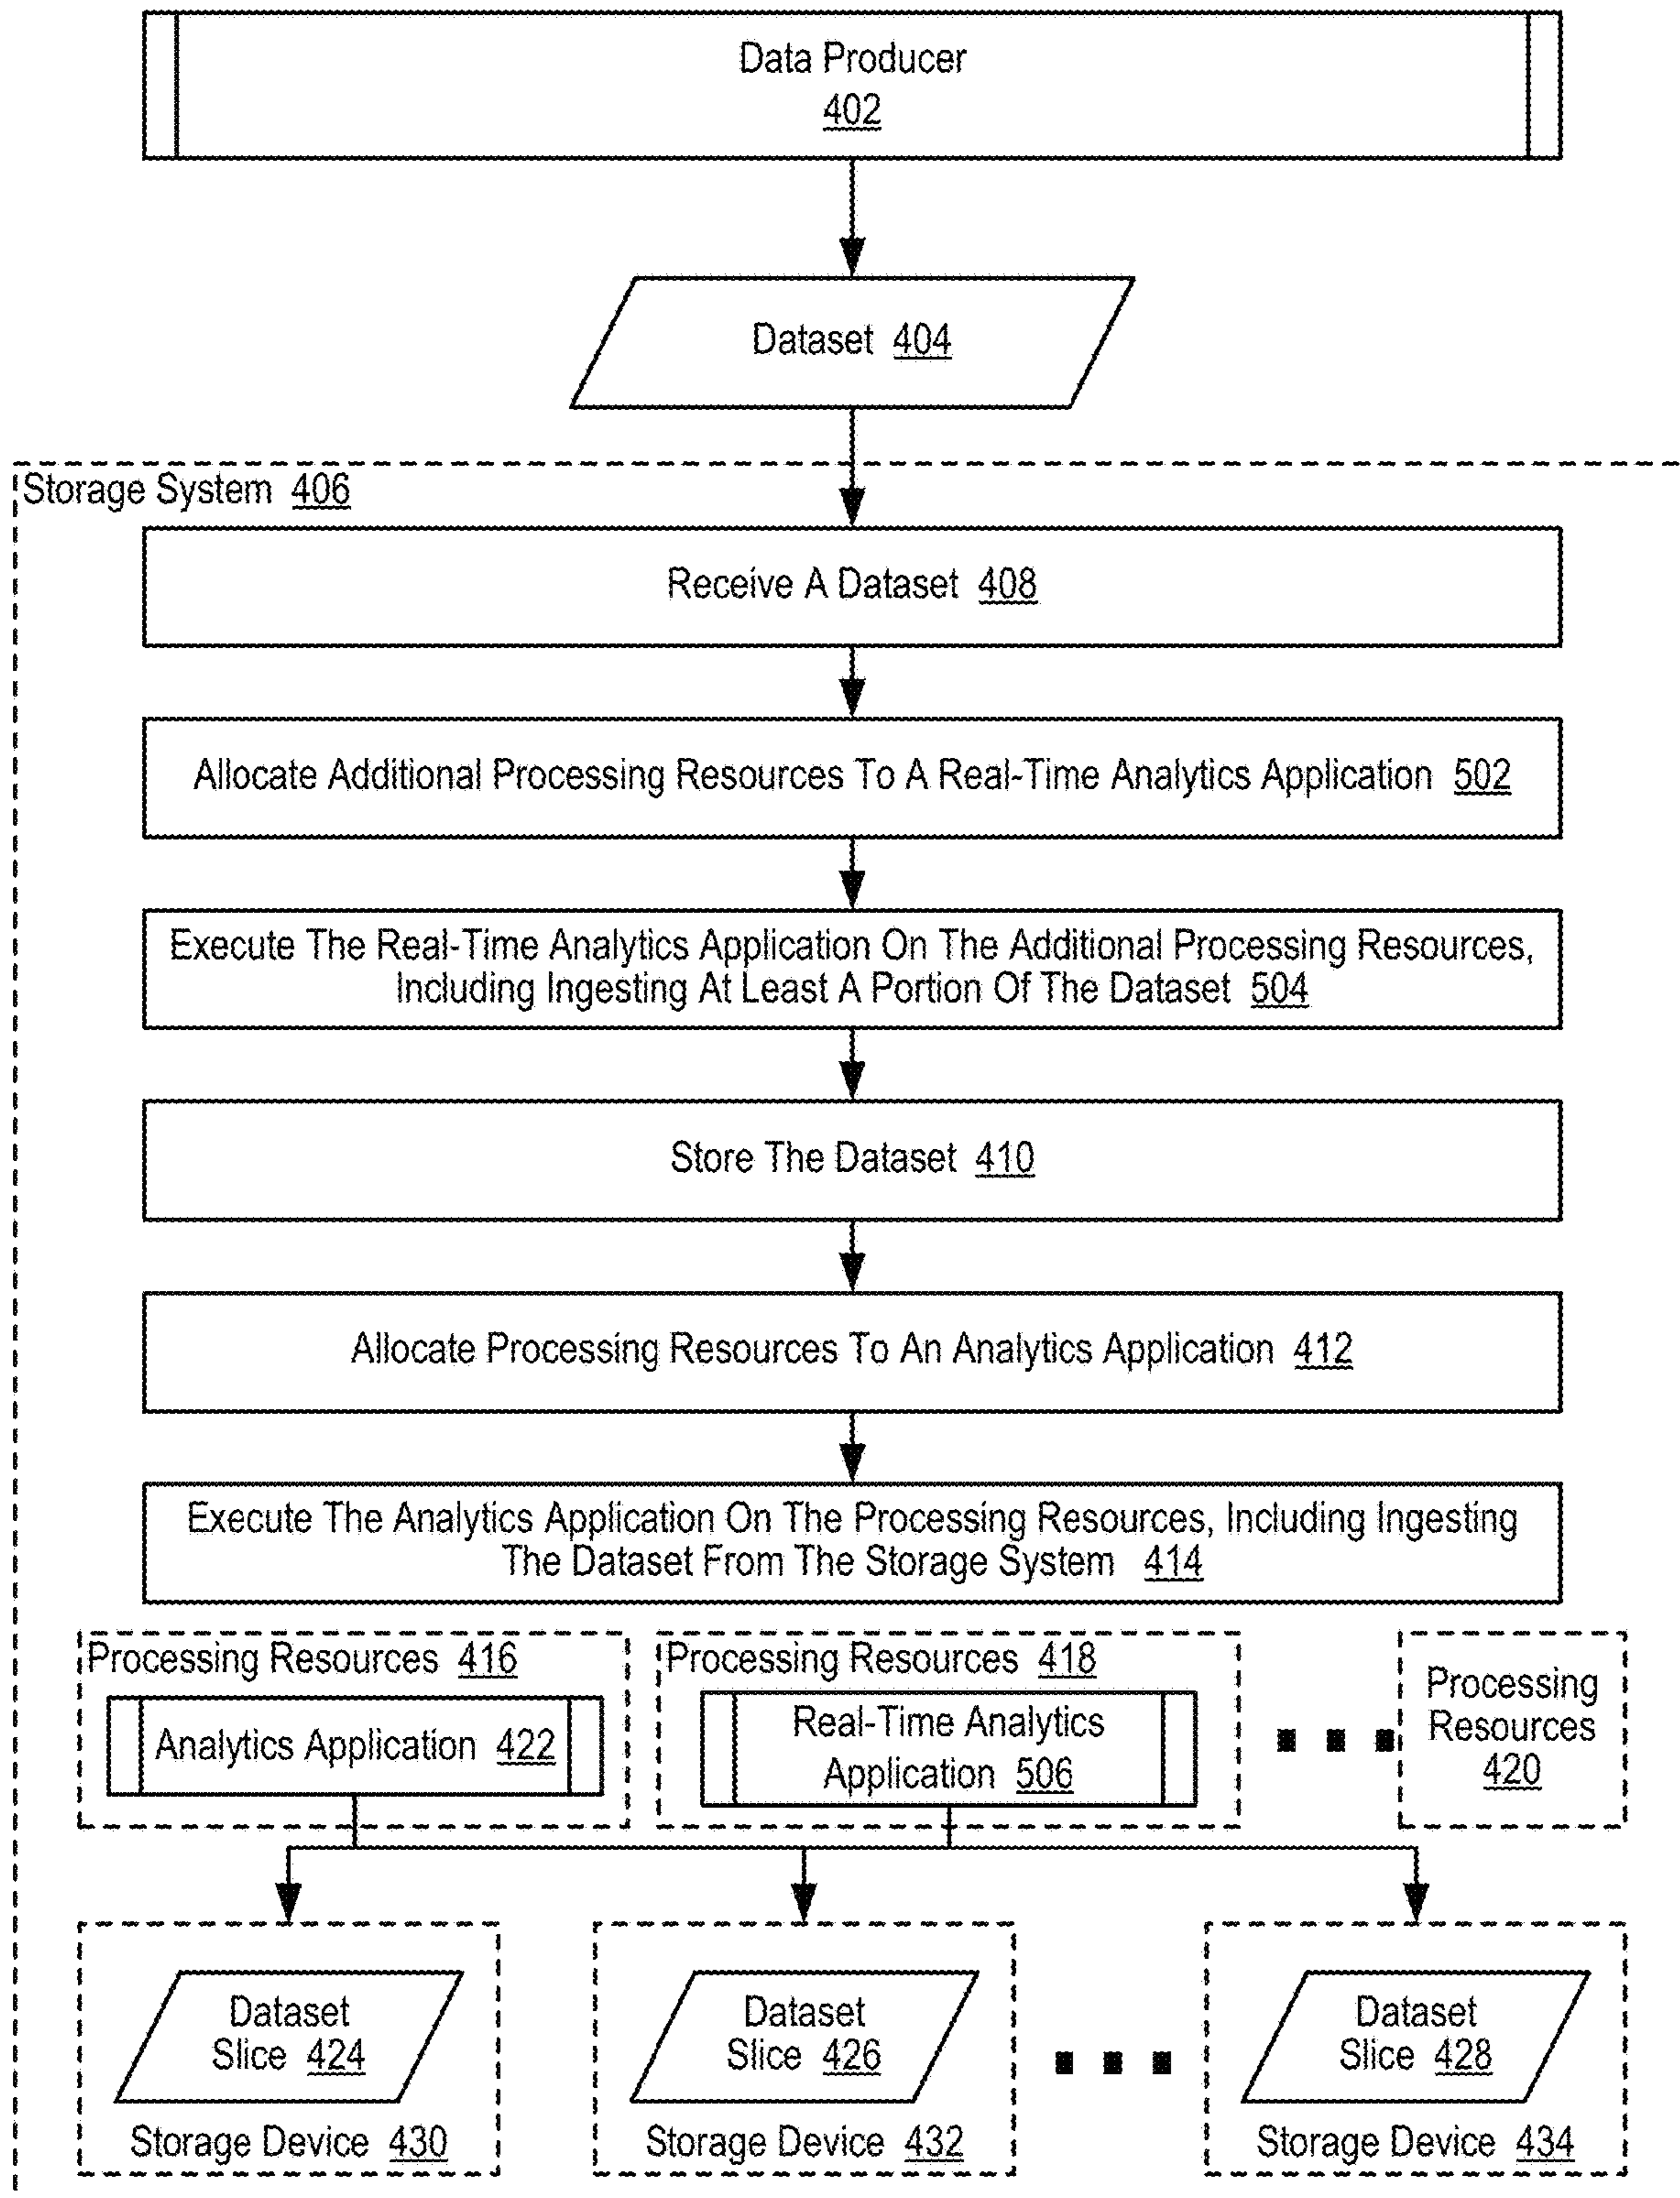 Data Producer
402
Dataset 404
Storage System 406
Receive A Dataset 408
Allocate Additional Processing Resources To A Real-Time Analytics Application 502
Execute The Real-Time Analytics Application On The Additional Processing Resources,
Including Ingesting At Least A Portion Of The Dataset 504
Store The Dataset 410
Allocate Processing Resources To An Analytics Application 412
Execute The Analytics Application On The Processing Resources, Including Ingesting
The Dataset From The Storage System 414
Processing Resources 416
Analytics Application 422
Processing Resources 418
Real-Time Analytics
Application 506
Processing
Resources
420
Dataset
Slice 424
Storage Device 430
Dataset
Slice 426
Storage Device 432
Dataset
Slice 428
Storage Device 434